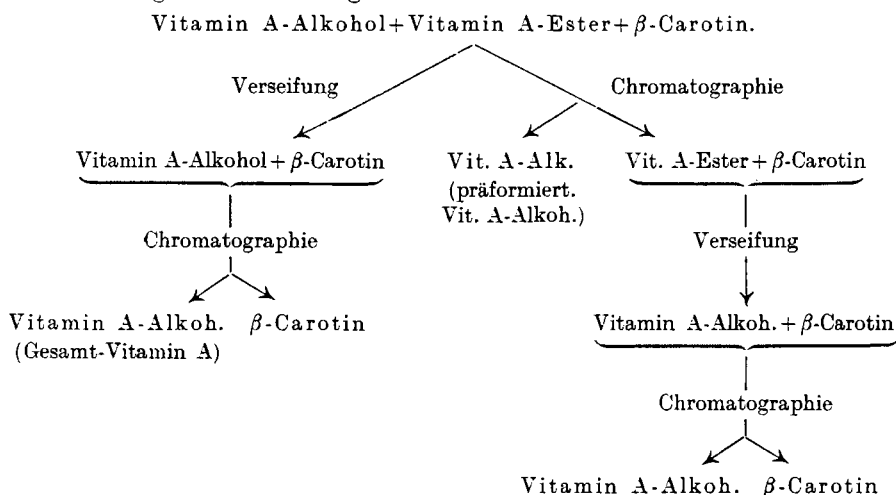 Vitamin A-Alkohol+Vitamin A-Ester+β-Carotin.
Verseifung
Chromatographie
Vitamin A-Alkohol+β-Carotin
Vit. A-Alk.
(präformiert.
Vit. A-Alkoh.)
Vit. A-Ester+β-Carotin
Chromatographie
Verseifung
Vitamin A-Alkoh. β-Carotin
(Gesamt-Vitamin A)
Vitamin A-Alkoh.+β-Carotin
Chromatographie
Vitamin A-Alkoh. β-Carotin